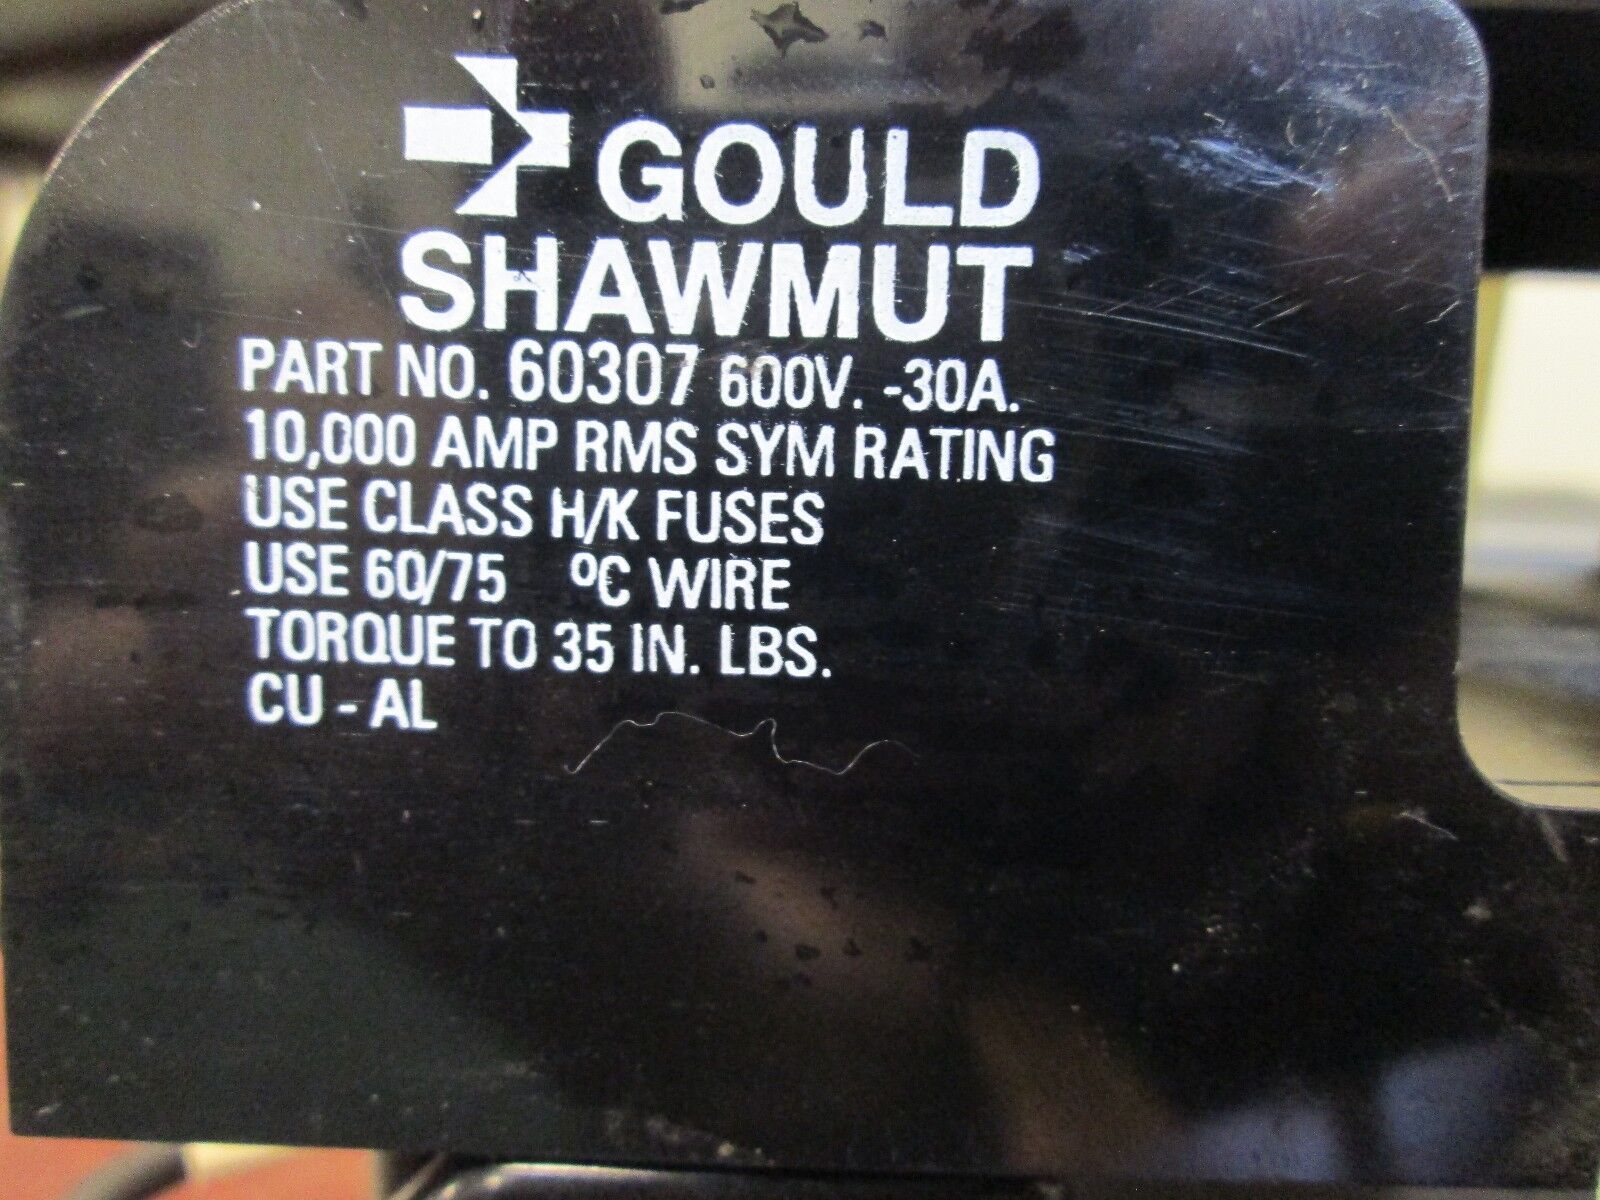 GOULD
SHAWMUT
PART NO. 60307 600V. -30A.
10,000 AMP RMS SYM RATING
USE CLASS H/K FUSES
USE 60/75 ºC WIRE
TORQUE TO 35 IN. LBS.
CU - AL